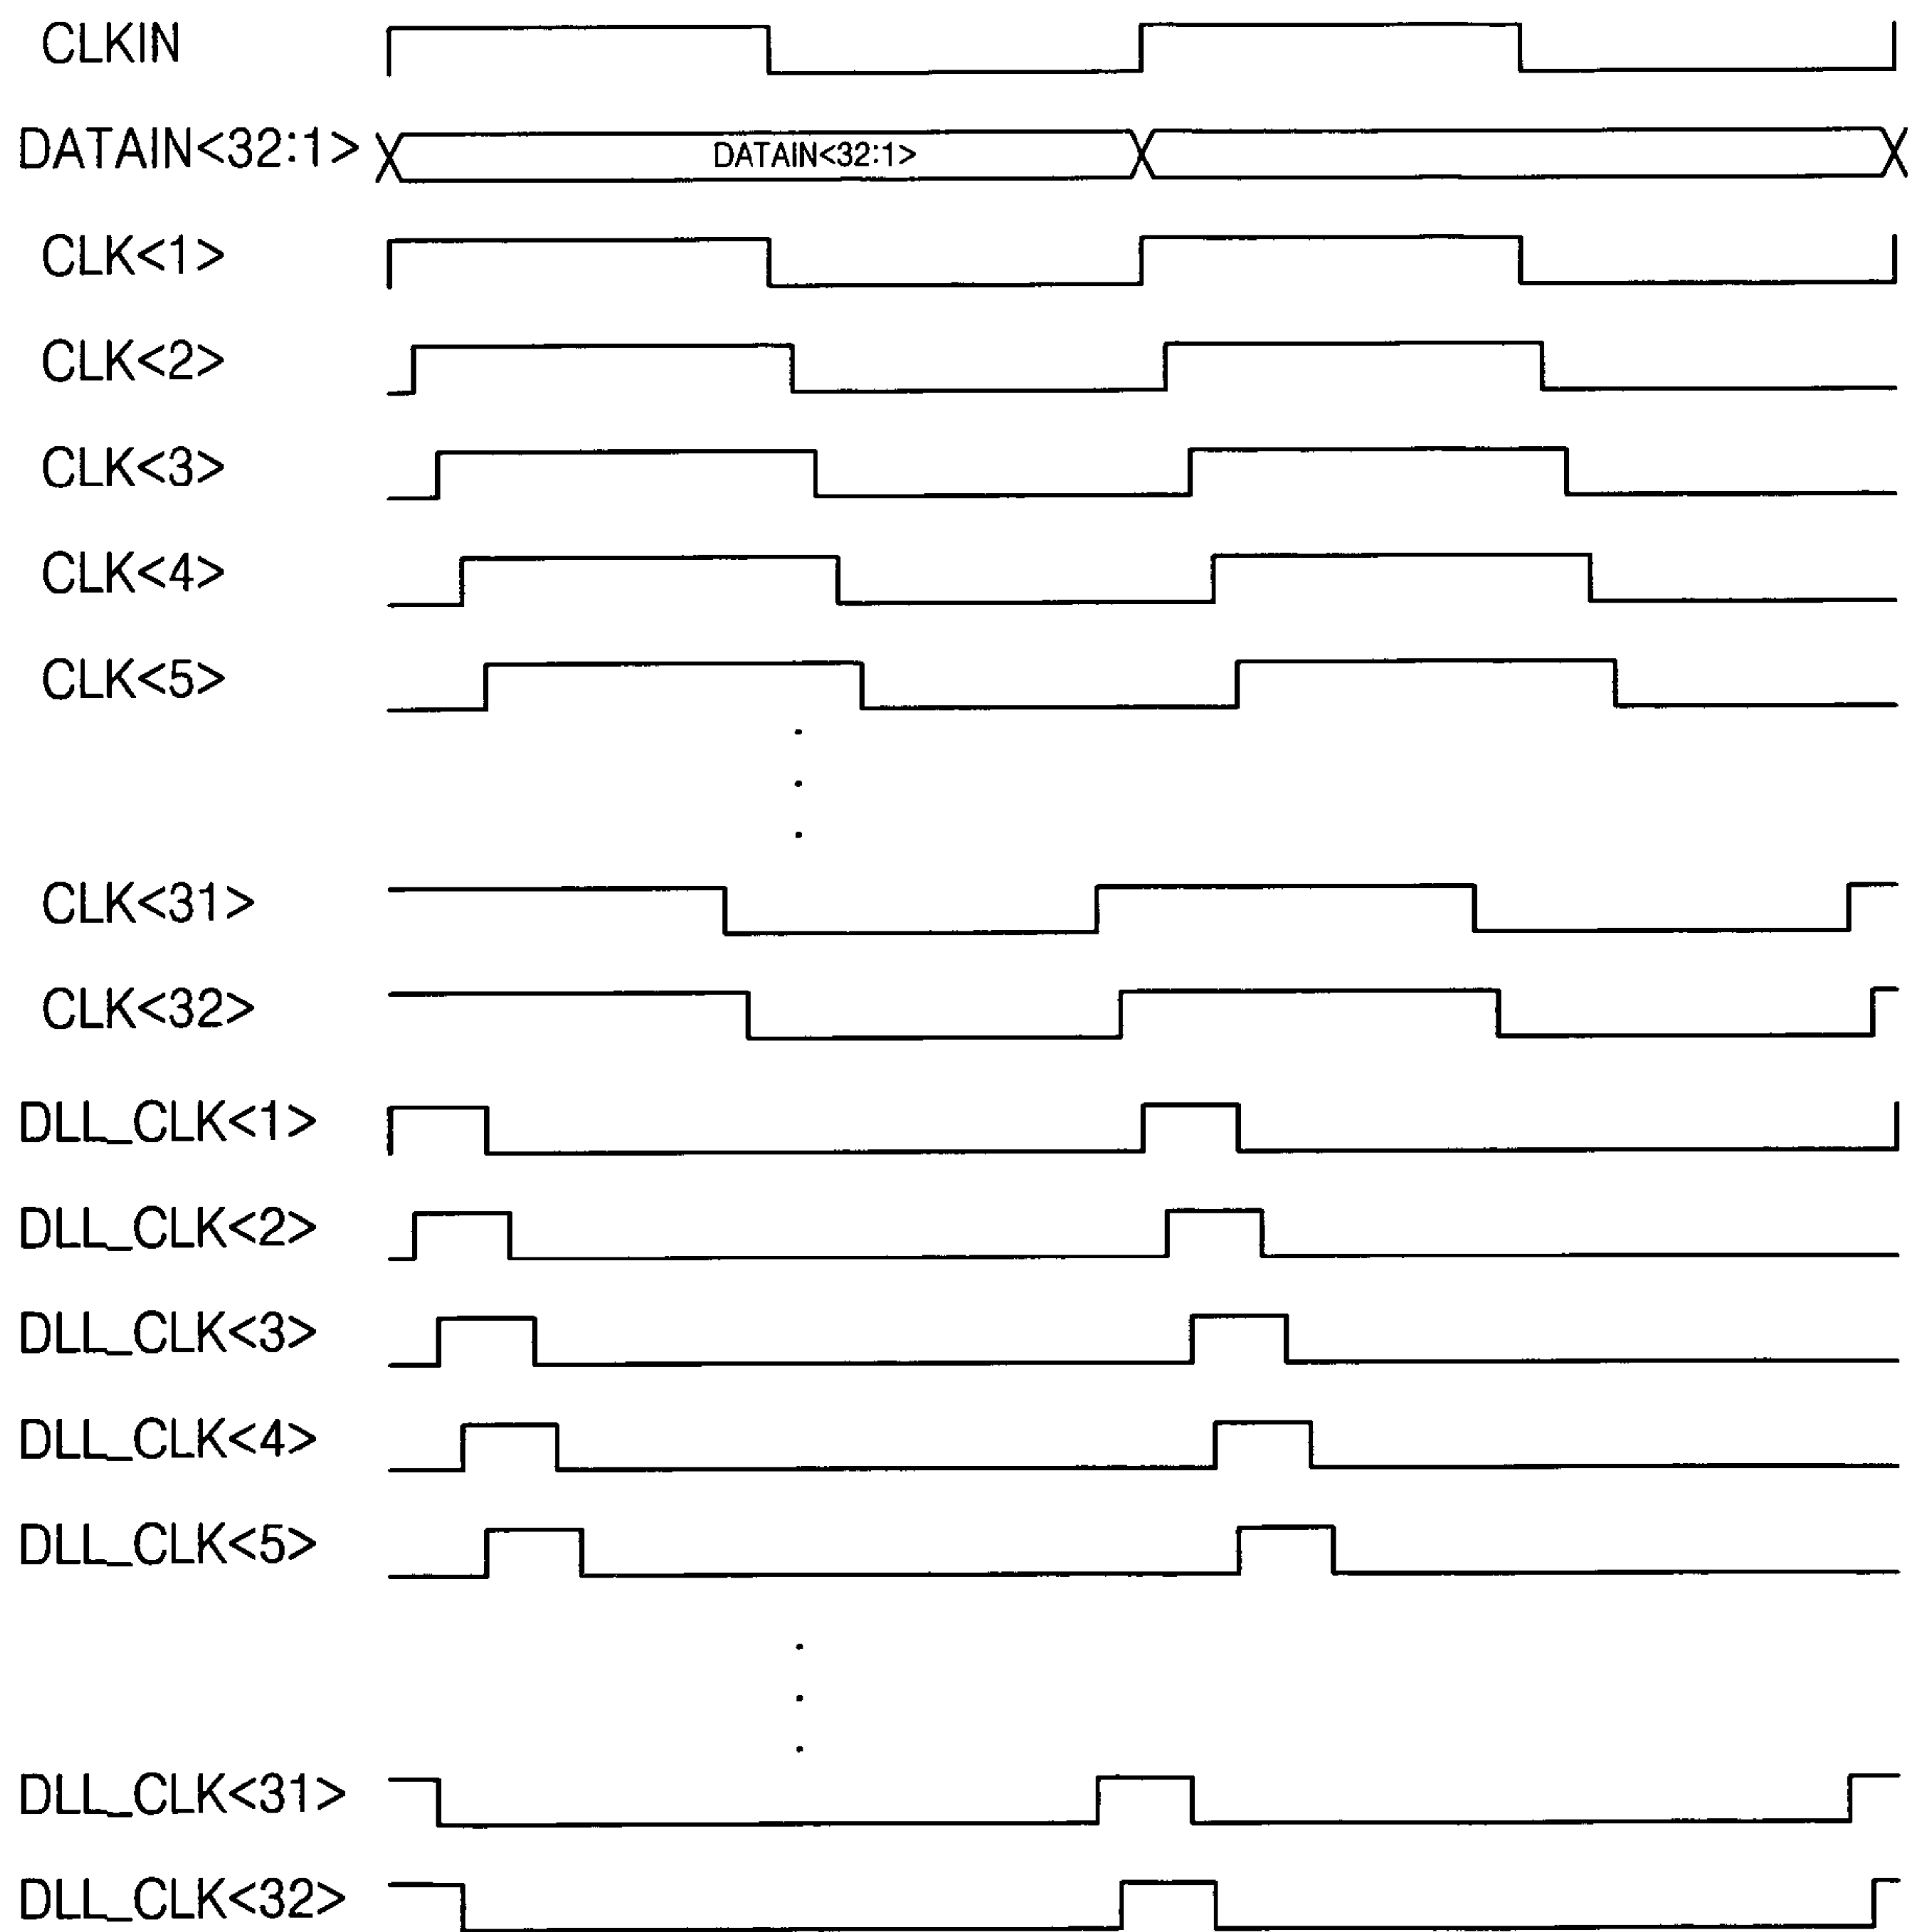 CLKIN
DATAIN<32:1>
DATAIN<32:1>
CLK<1>
CLK<2>
CLK<3>
CLK<4>
CLK<5>
CLK<31>
CLK<32>
DLL_CLK<1>
DLL_CLK<2>
DLL_CLK<3>
DLL_CLK<4>
DLL_CLK<5>
DLL_CLK<31>
DLL_CLK<32>